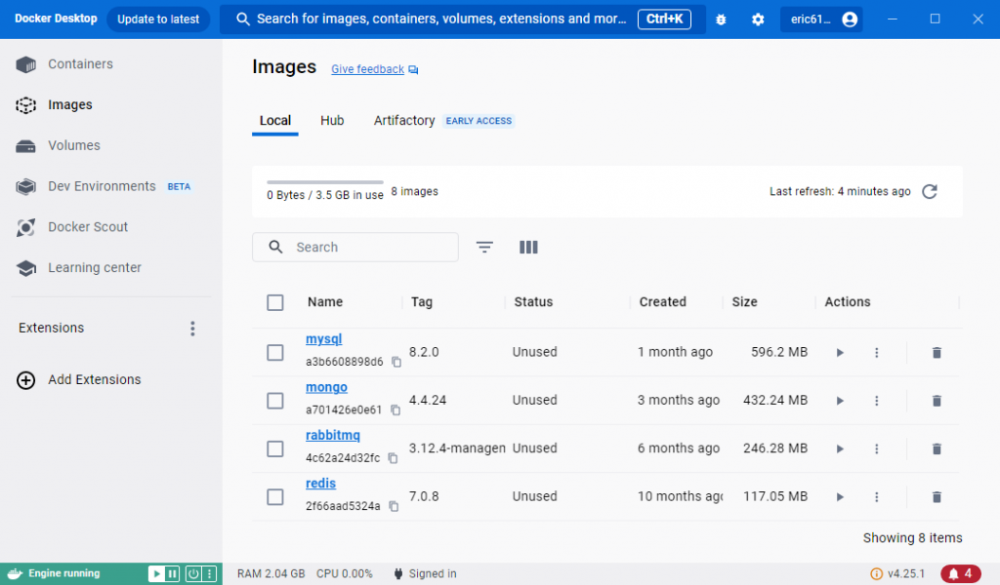 Docker Desktop
Update to latest
Search for images, containers, volumes, extensions and mor...
Ctrl+K
eric61...
Containers
Images
Volumes
Dev Environments BETA
Docker Scout
Learning center
Extensions
Add Extensions
Images Give feedback
Local Hub Artifactory EARLY ACCESS
0 Bytes / 3.5 GB in use 8 images Last refresh: 4 minutes ago
Search
Name Tag Status Created Size Actions
mysql
a3b6608898d6 8.2.0 Unused 1 month ago 596.2 MB
mongo
a701426e0e61 4.4.24 Unused 3 months ago 432.24 MB
rabbitmq
4c62a24d32fc 3.12.4-managen Unused 6 months ago 246.28 MB
redis
2f66aad5324a 7.0.8 Unused 10 months ago 117.05 MB
Showing 8 items
Engine running RAM 2.04 GB CPU 0.00% Signed in v4.25.1 4